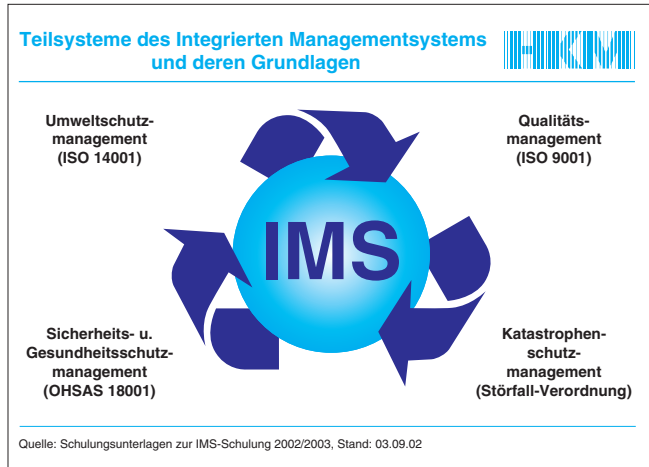 Teilsysteme des Integrierten Managementsystems
und deren Grundlagen
HKM
Umweltschutz-
management
(ISO 14001)
Qualitäts-
management
(ISO 9001)
IMS
Sicherheits- u.
Gesundheitsschutz-
management
(OHSAS 18001)
Katastrophen-
schutz-
management
(Störfall-Verordnung)
Quelle: Schulungsunterlagen zur IMS-Schulung 2002/2003, Stand: 03.09.02